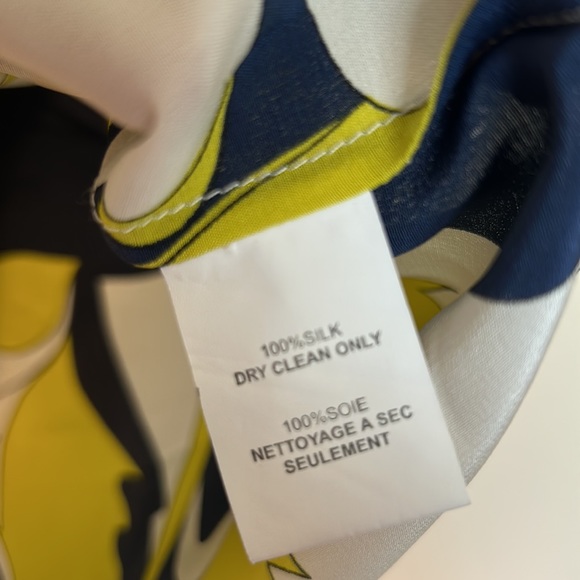 100%SILK
DRY CLEAN ONLY
100%SOIE
NETTOYAGE A SEC
SEULEMENT